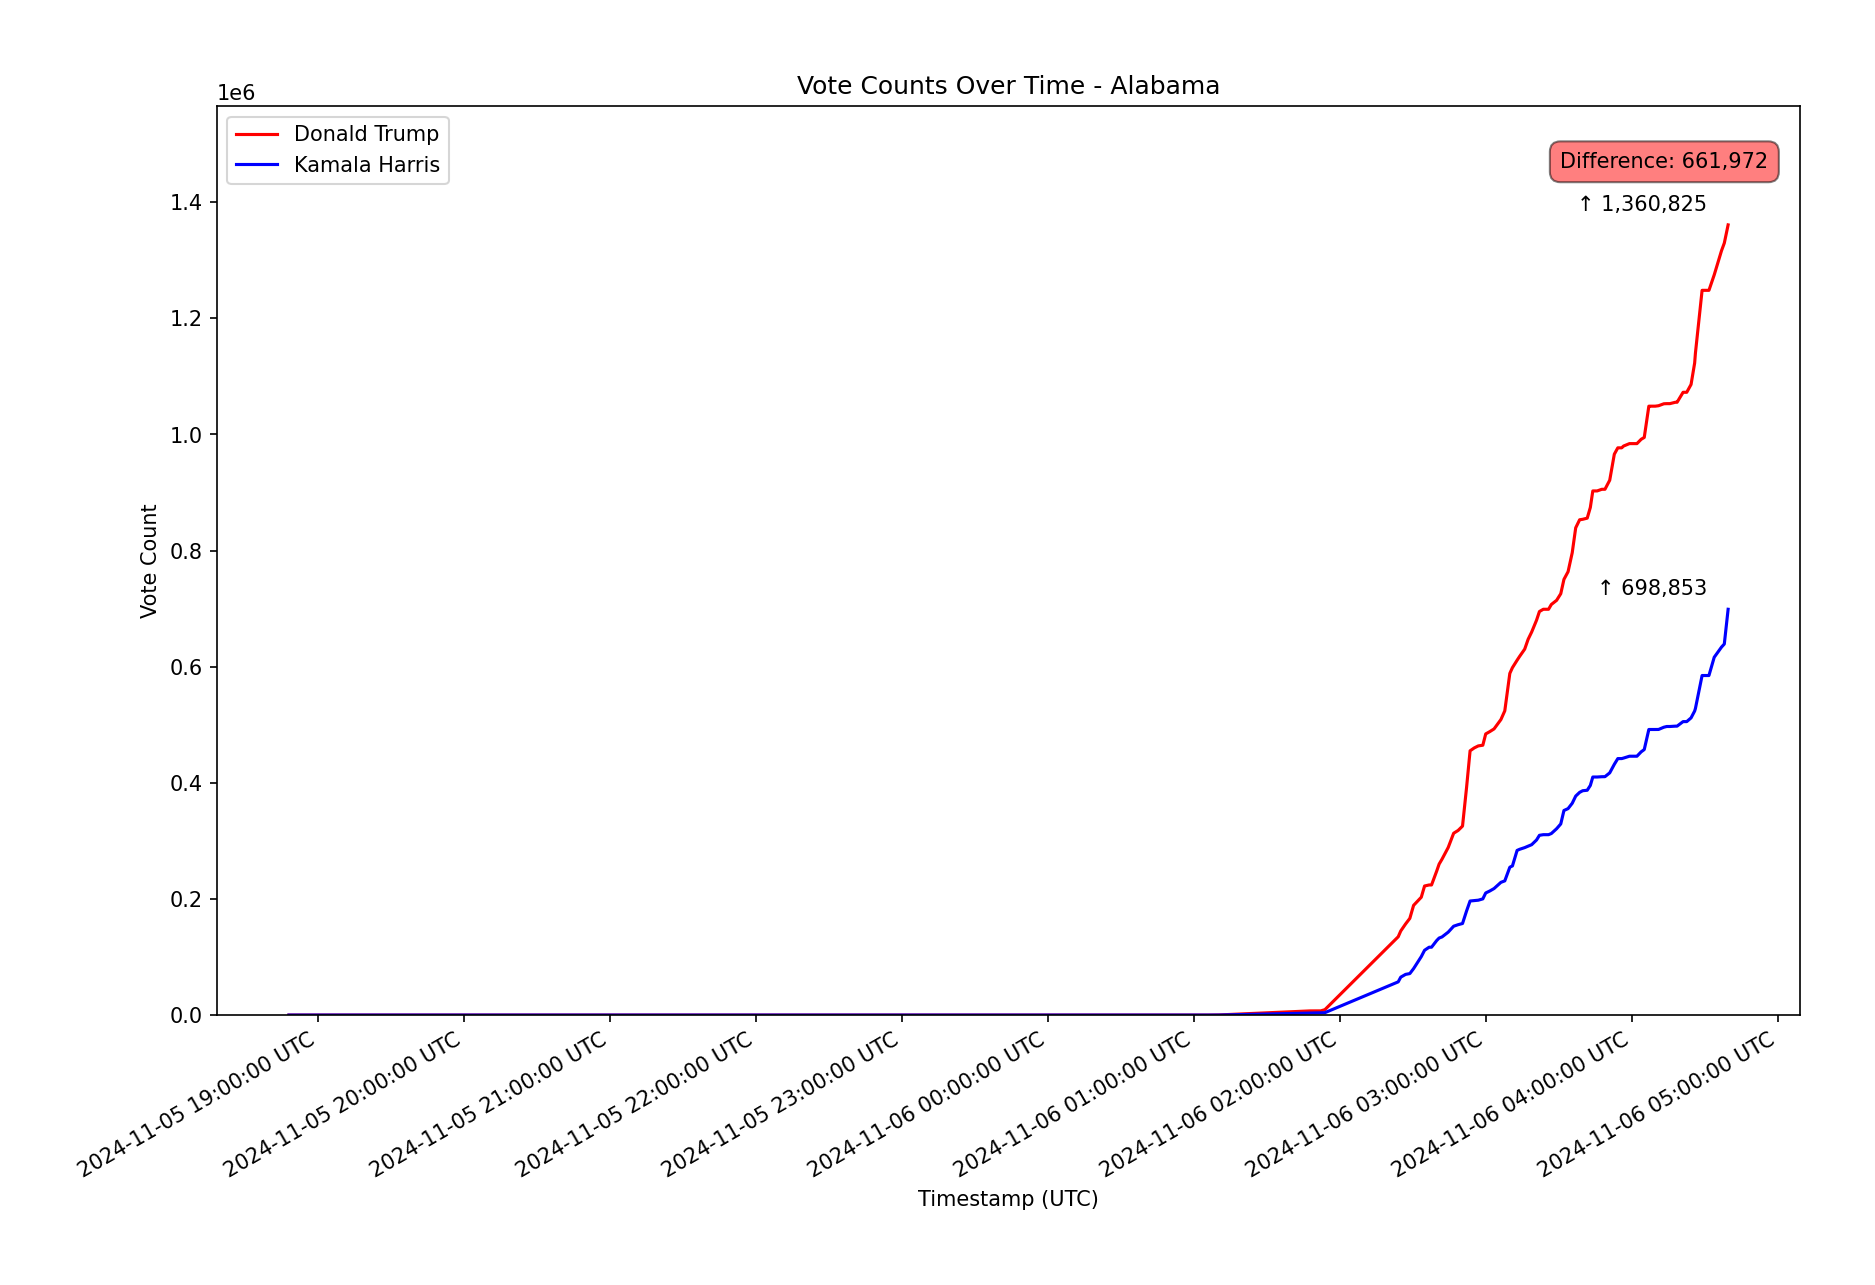 Vote Counts Over Time - Alabama
1e6
Donald Trump
Kamala Harris
Difference: 661,972
↑ 1,360,825
↑ 698,853
Vote Count
1.4
1.2
1.0
0.8
0.6
0.4
0.2
0.0
2024-11-05 19:00:00 UTC
2024-11-05 20:00:00 UTC
2024-11-05 21:00:00 UTC
2024-11-05 22:00:00 UTC
2024-11-05 23:00:00 UTC
2024-11-06 00:00:00 UTC
2024-11-06 01:00:00 UTC
2024-11-06 02:00:00 UTC
2024-11-06 03:00:00 UTC
2024-11-06 04:00:00 UTC
2024-11-06 05:00:00 UTC
Timestamp (UTC)